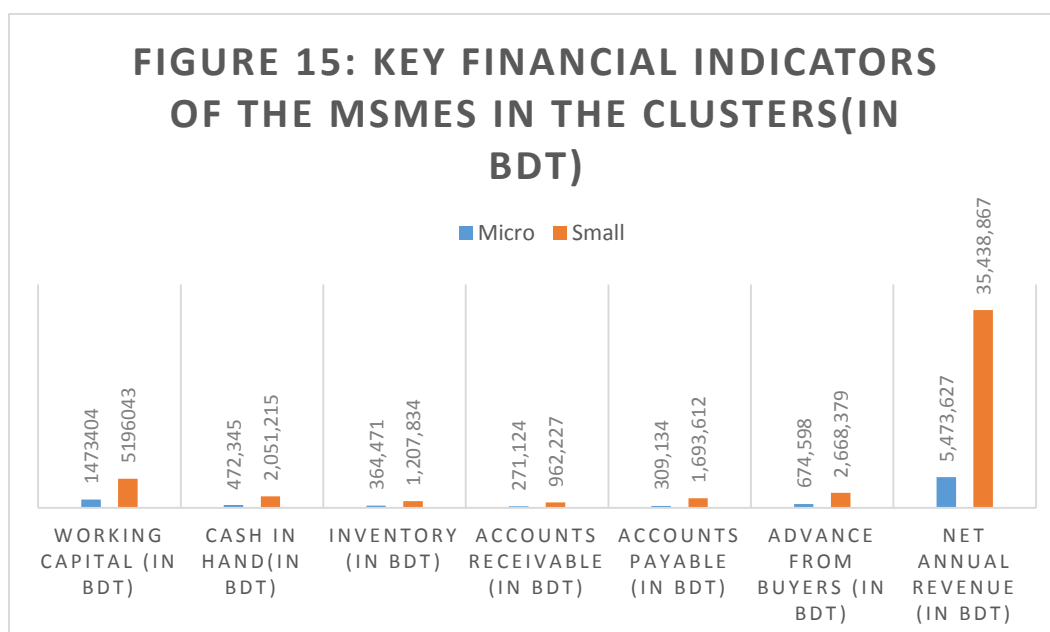 FIGURE 15: KEY FINANCIAL INDICATORS
OF THE MSMES IN THE CLUSTERS(IN
BDT)
Micro Small
1473404
5196043
472,345
2,051,215
364,471
1,207,834
271,124
962,227
309,134
1,693,612
674,598
2,668,379
5,473,627
35,438,867
WORKING
CAPITAL (IN
BDT)
CASH IN
HAND(IN
BDT)
INVENTORY
(IN BDT)
ACCOUNTS
RECEIVABLE
(IN BDT)
ACCOUNTS
PAYABLE
(IN BDT)
ADVANCE
FROM
BUYERS (IN
BDT)
NET
ANNUAL
REVENUE
(IN BDT)